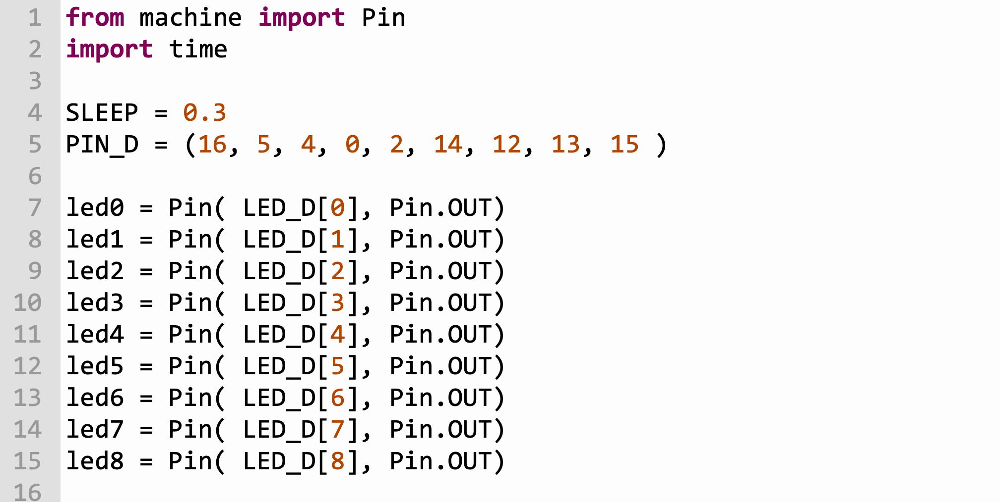 1 from machine import Pin
2 import time
3
4 SLEEP = 0.3
5 PIN_D = (16, 5, 4, 0, 2, 14, 12, 13, 15 )
6
7 led0 = Pin( LED_D[0], Pin.OUT)
8 led1 = Pin( LED_D[1], Pin.OUT)
9 led2 = Pin( LED_D[2], Pin.OUT)
10 led3 = Pin( LED_D[3], Pin.OUT)
11 led4 = Pin( LED_D[4], Pin.OUT)
12 led5 = Pin( LED_D[5], Pin.OUT)
13 led6 = Pin( LED_D[6], Pin.OUT)
14 led7 = Pin( LED_D[7], Pin.OUT)
15 led8 = Pin( LED_D[8], Pin.OUT)
16